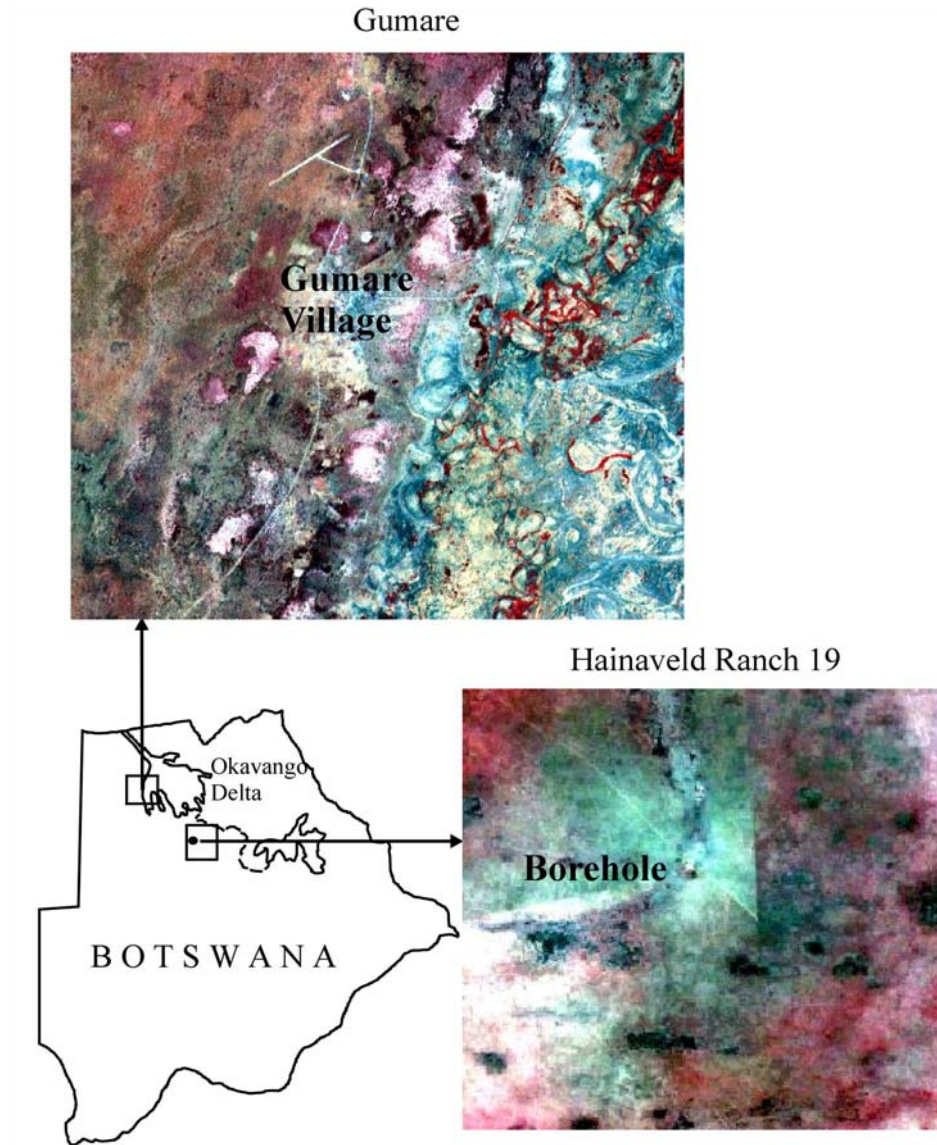 Gumare
Gumare
Village
Hainaveld Ranch 19
Okavango
Delta
Borehole
BOTSWANA